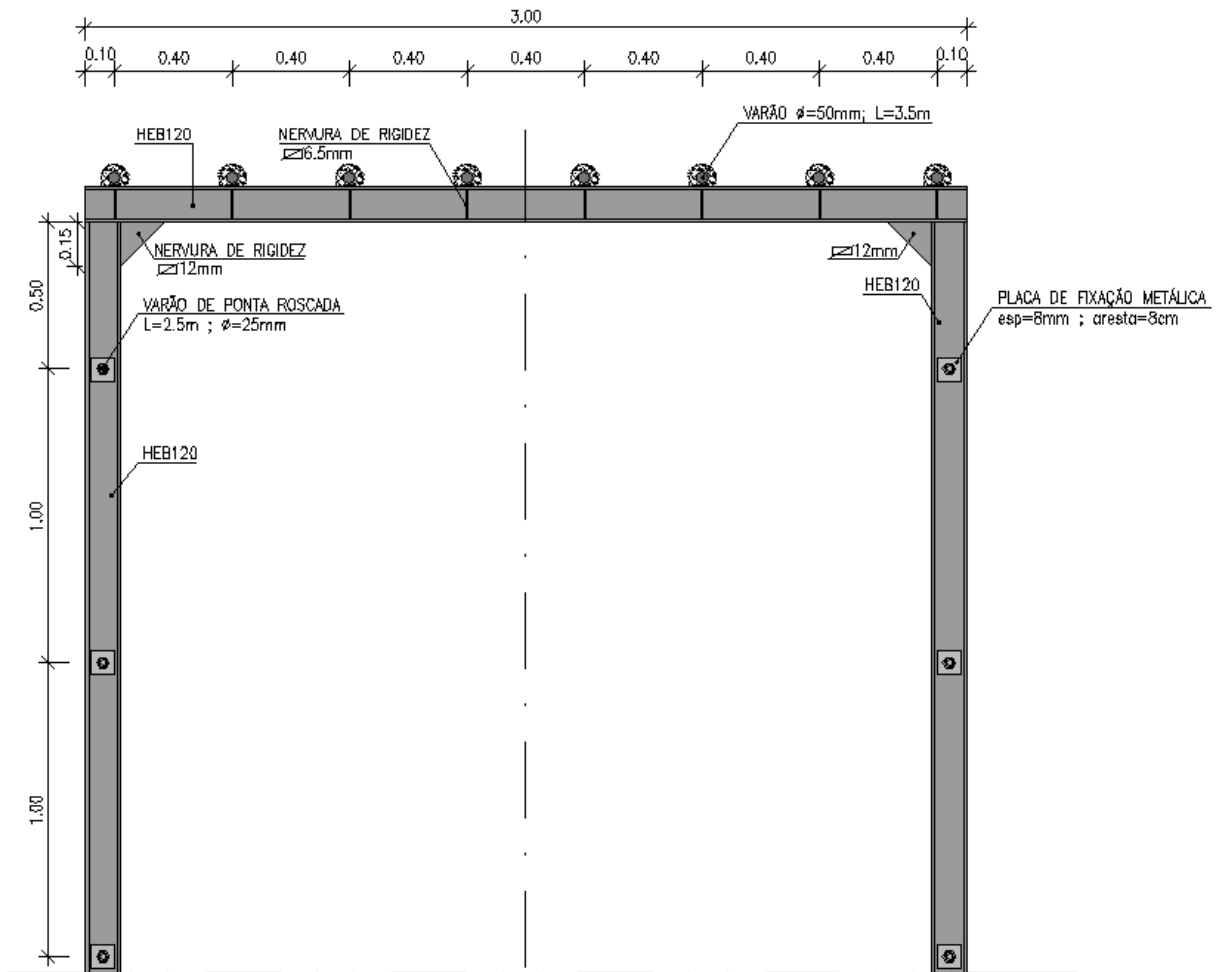 3.00
0.10 0.40 0.40 0.40 0.40 0.40 0.40 0.40 0.10
VARÃO ø=50mm; L=3.5m
HEB120
NERVURA DE RIGIDEZ
6.5mm
0.15
NERVURA DE RIGIDEZ
12mm
12mm
0.50
HEB120
VARÃO DE PONTA ROSCADA
L=2.5m ; ø=25mm
PLACA DE FIXAÇÃO METÁLICA
esp=8mm ; aresta=8cm
HEB120
1.00
1.00